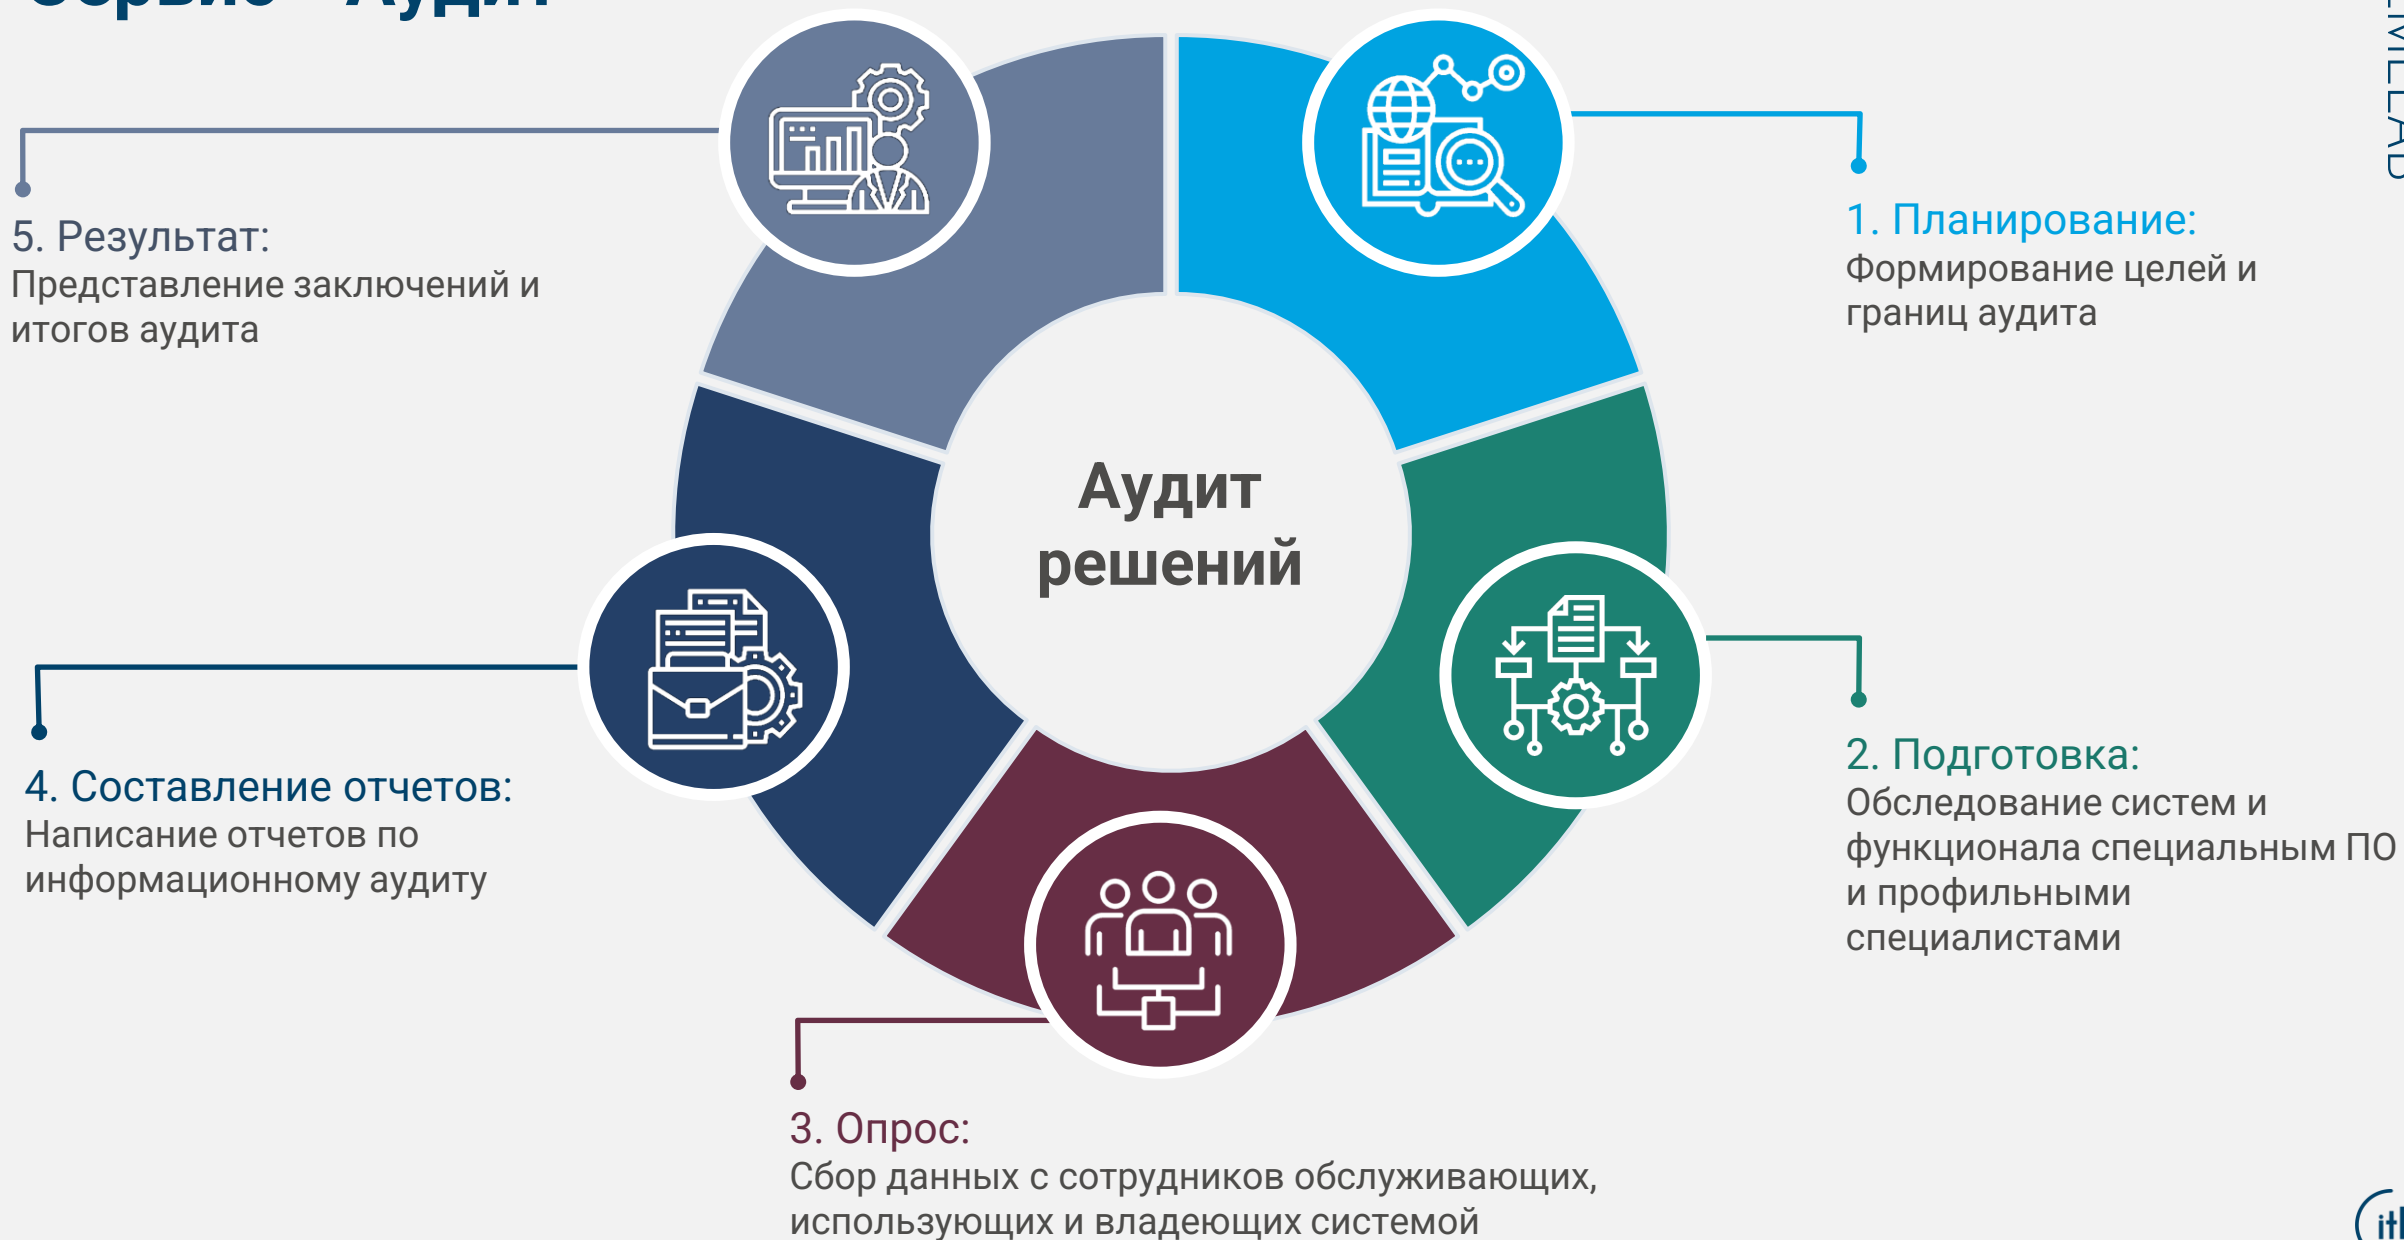 Сервис – Аудит
1. Планирование:
Формирование целей и
границ аудита
2. Подготовка:
Обследование систем и
функционала специальным ПО
и профильными
специалистами
3. Опрос:
Сбор данных с сотрудников обслуживающих,
использующих и владеющих системой
4. Составление отчетов:
Написание отчетов по
информационному аудиту
5. Результат:
Представление заключений и
итогов аудита
Аудит
решений